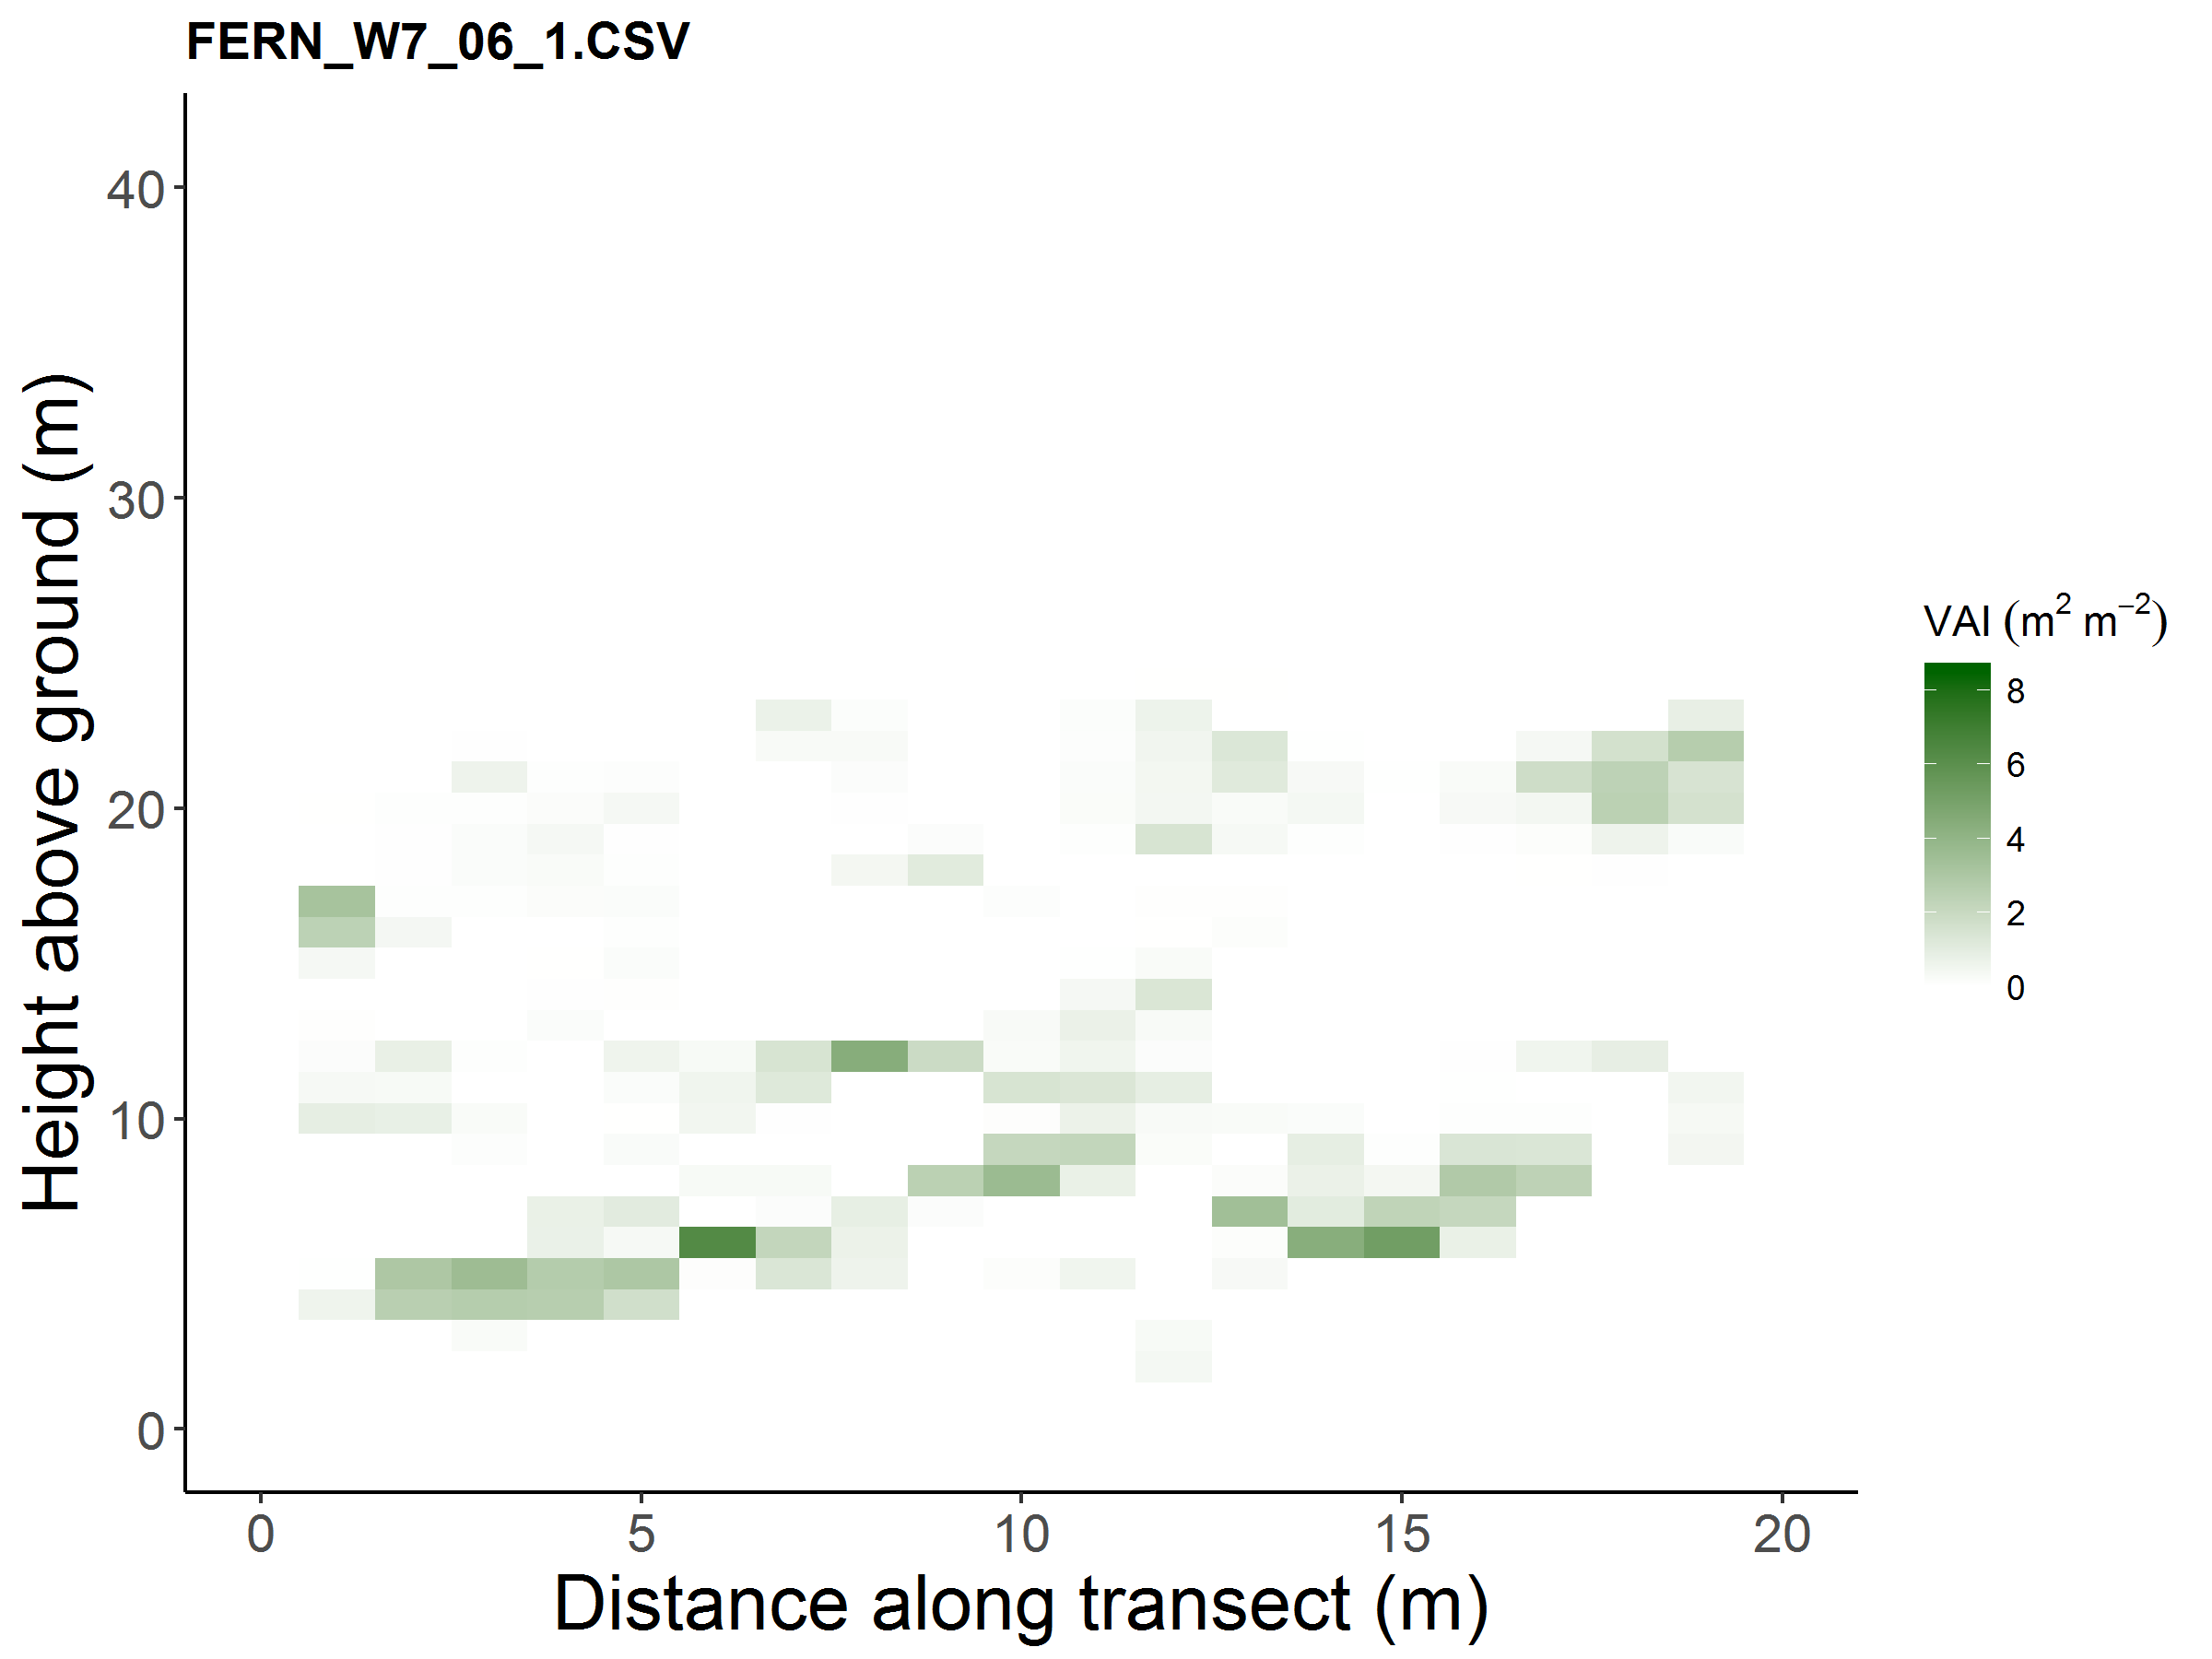 FERN_W7_06_1.CSV
Height above ground (m)
40
30
20
10
0
0 5 10 15 20
Distance along transect (m)
VAI (m² m⁻²)
8
6
4
2
0